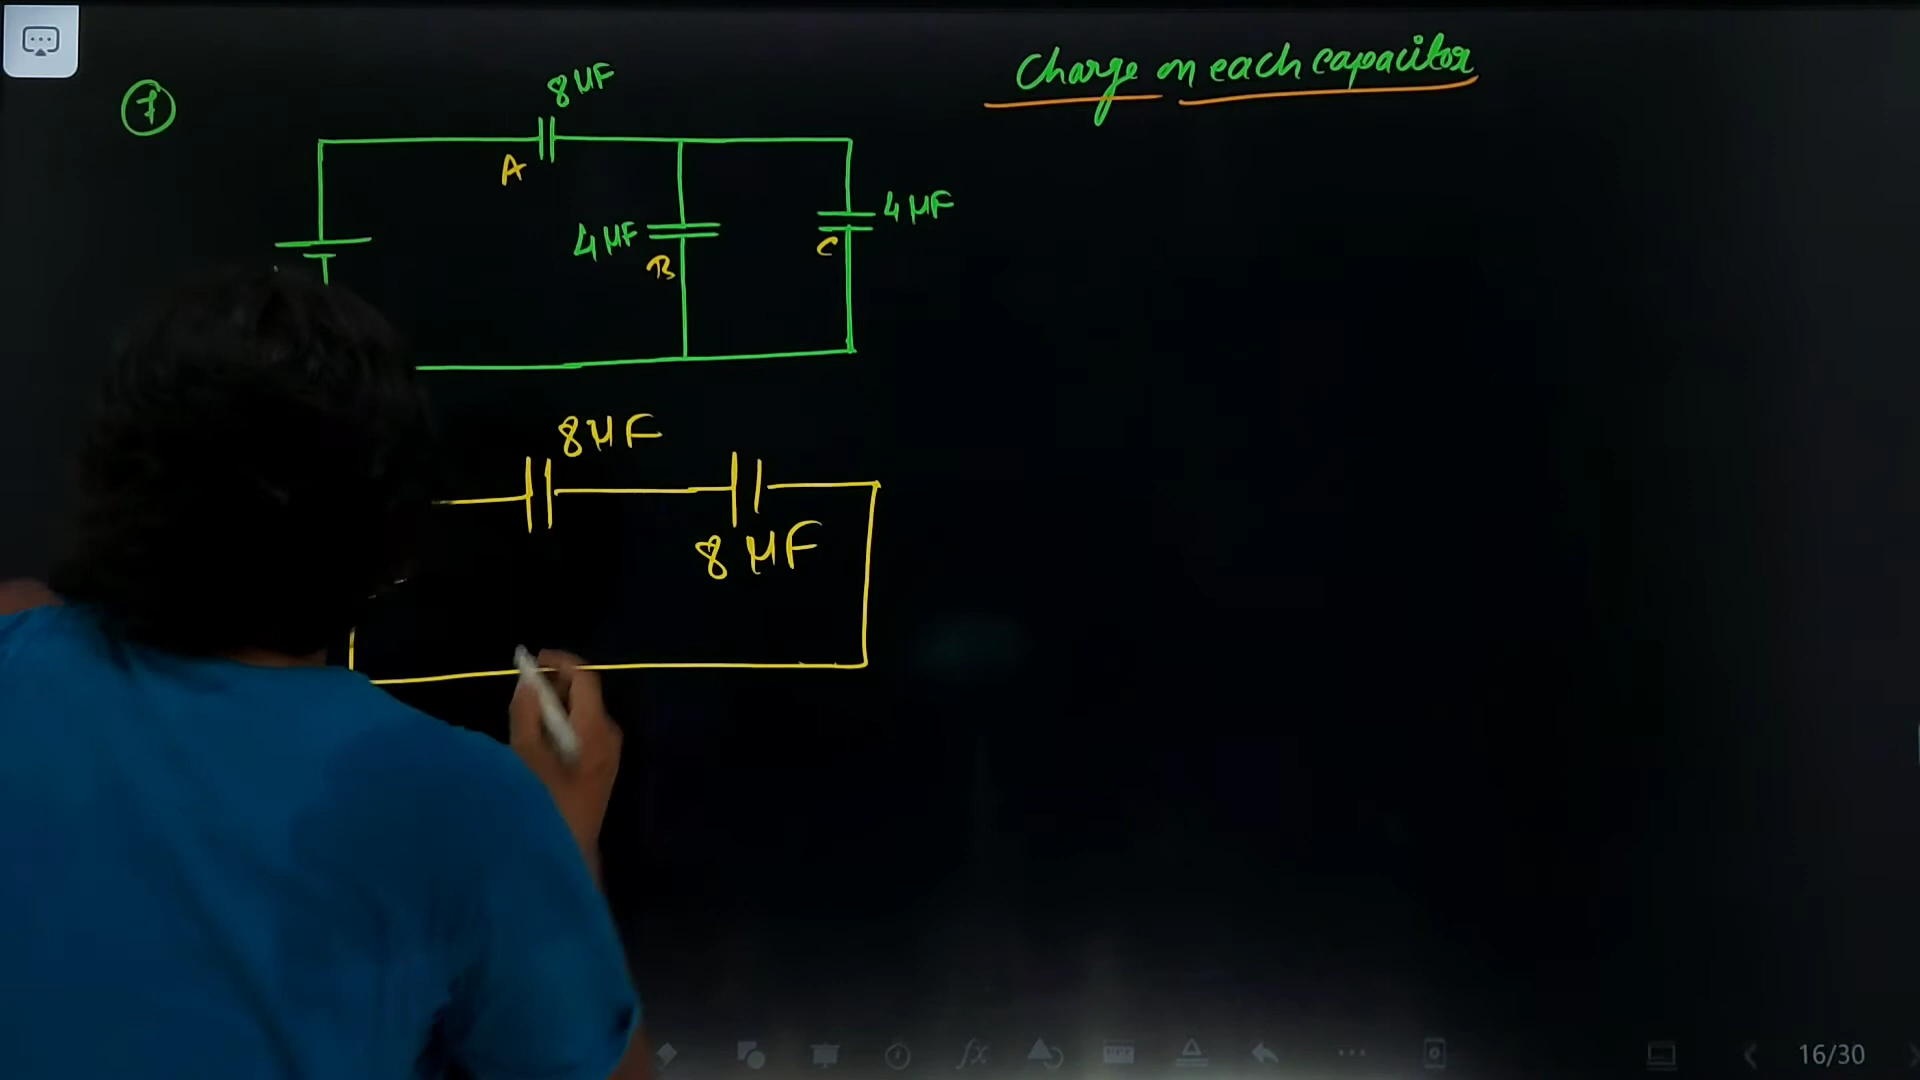 Charge on each capacitor
7
8 μF
A
4 μF
B
4 μF
C
8 μF
8 μF
16/30